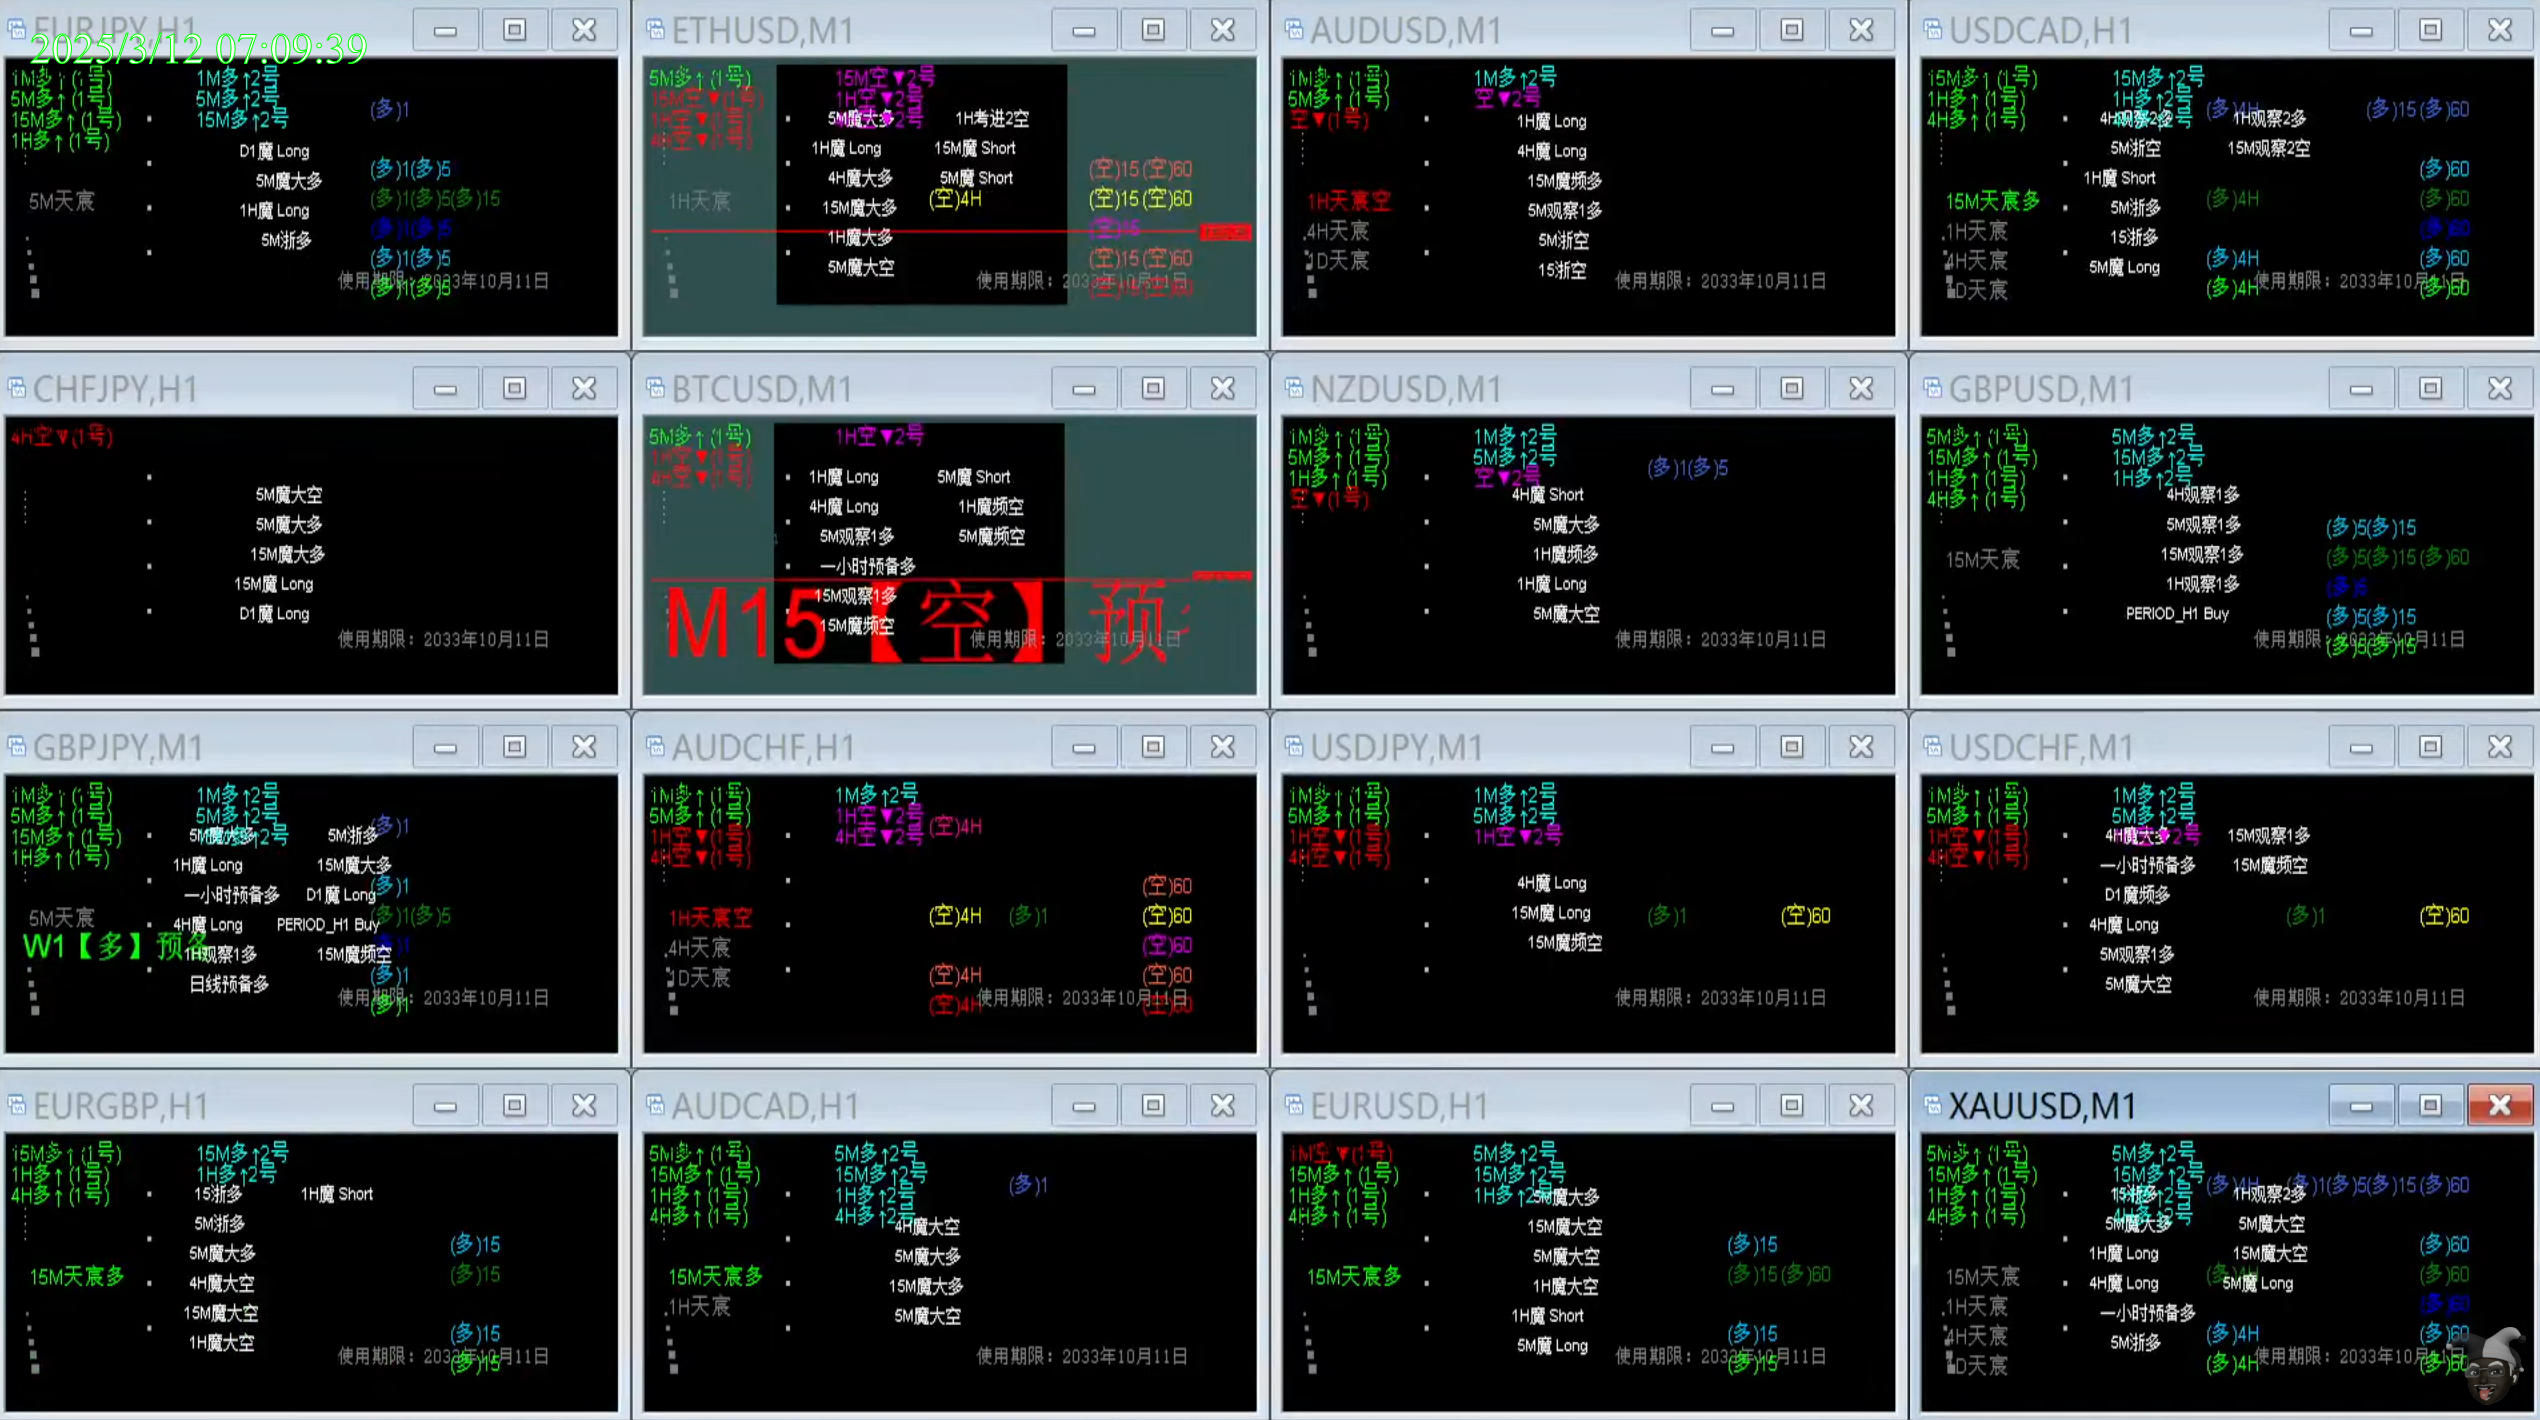 EURJPY,H1
2025/3/12 07:09:39
1M多↑(1号)
1M多↑2号
5M多↑(1号)
5M多↑2号
(多)1
15M多↑(1号)
15M多↑2号
1H多↑(1号)
D1魔 Long
(多)1(多)5
5M魔大多
5M天宸
(多)1(多)5(多)15
1H魔 Long
(多)1(多)5
5M浙多
(多)1(多)5
使用期限：2033年10月11日
(多)1(多)5
ETHUSD,M1
5M多↑(1号)
15M空▼2号
15M空▼(1号)
1H空▼2号
1H空▼(1号)
5M魔大多
1H考进2空
4H空▼(1号)
1H魔 Long
15M魔 Short
(空)15(空)60
4H魔大多
5M魔 Short
1H天宸
15M魔大多
(空)4H
(空)15(空)60
(空)15
1H魔大多
(空)15(空)60
5M魔大空
使用期限：2033年10月11日
AUDUSD,M1
1M多↑(1号)
1M多↑2号
5M多↑(1号)
空▼2号
空▼(1号)
1H魔 Long
4H魔 Long
15M魔频多
1H天宸空
5M观察1多
4H天宸
5M浙空
1D天宸
15浙空
使用期限：2033年10月11日
USDCAD,H1
15M多↑(1号)
15M多↑2号
1H多↑(1号)
1H多↑2号
(多)4H
(多)15(多)60
4H多↑(1号)
4H观察2多
1H观察2多
5M浙空
15M观察2空
(多)60
1H魔 Short
15M天宸多
5M浙多
(多)4H
(多)60
1H天宸
15浙多
(多)60
4H天宸
5M魔 Long
(多)4H
(多)60
1D天宸
(多)4H
使用期限：2033年10月11日
(多)60
CHFJPY,H1
4H空▼(1号)
5M魔大空
5M魔大多
15M魔大多
15M魔 Long
D1魔 Long
使用期限：2033年10月11日
BTCUSD,M1
5M多↑(1号)
1H空▼2号
1H空▼(1号)
4H空▼(1号)
1H魔 Long
5M魔 Short
4H魔 Long
1H魔频空
5M观察1多
5M魔频空
一小时预备多
15M观察1多
M15【空】预
15M魔频空
使用期限：2033年10月11日
NZDUSD,M1
1M多↑(1号)
1M多↑2号
5M多↑(1号)
5M多↑2号
(多)1(多)5
1H多↑(1号)
空▼2号
空▼(1号)
4H魔 Short
5M魔大多
1H魔频多
1H魔 Long
5M魔大空
使用期限：2033年10月11日
GBPUSD,M1
5M多↑(1号)
5M多↑2号
15M多↑(1号)
15M多↑2号
1H多↑(1号)
1H多↑2号
4H多↑(1号)
4H观察1多
5M观察1多
(多)5(多)15
15M天宸
15M观察1多
(多)5(多)15(多)60
1H观察1多
(多)5
PERIOD_H1 Buy
(多)5(多)15
使用期限：2033年10月11日
(多)5(多)15
GBPJPY,M1
1M多↑(1号)
1M多↑2号
5M多↑(1号)
5M多↑2号
(多)1
15M多↑(1号)
5M魔大多
5M浙多
1H多↑(1号)
1H魔 Long
15M魔大多
一小时预备多
D1魔 Long
(多)1
5M天宸
4H魔 Long
PERIOD_H1 Buy
(多)1(多)5
W1【多】预备
1H观察1多
15M魔频空
日线预备多
(多)1
使用期限：2033年10月11日
(多)1
AUDCHF,H1
1M多↑(1号)
1M多↑2号
5M多↑(1号)
1H空▼2号
(空)4H
1H空▼(1号)
4H空▼2号
4H空▼(1号)
(空)60
1H天宸空
(空)4H
(多)1
(空)60
4H天宸
(空)60
1D天宸
(空)4H
(空)60
(空)4H
使用期限：2033年10月11日
(空)60
USDJPY,M1
1M多↑(1号)
1M多↑2号
5M多↑(1号)
5M多↑2号
1H空▼(1号)
1H空▼2号
4H空▼(1号)
4H魔 Long
15M魔 Long
(多)1
(空)60
15M魔频空
使用期限：2033年10月11日
USDCHF,M1
1M多↑(1号)
1M多↑2号
5M多↑(1号)
5M多↑2号
1H空▼(1号)
4H魔大多
15M观察1多
4H空▼(1号)
一小时预备多
15M魔频空
D1魔频多
4H魔 Long
(多)1
(空)60
5M观察1多
5M魔大空
使用期限：2033年10月11日
EURGBP,H1
15M多↑(1号)
15M多↑2号
1H多↑(1号)
1H多↑2号
4H多↑(1号)
15浙多
1H魔 Short
5M浙多
(多)15
5M魔大多
15M天宸多
4H魔大空
(多)15
15M魔大空
(多)15
1H魔大空
使用期限：2033年10月11日
(多)15
AUDCAD,H1
5M多↑(1号)
5M多↑2号
15M多↑(1号)
15M多↑2号
(多)1
1H多↑(1号)
1H多↑2号
4H多↑(1号)
4H多↑2号
4H魔大空
5M魔大多
15M天宸多
15M魔大多
1H天宸
5M魔大空
使用期限：2033年10月11日
EURUSD,H1
1M空▼(1号)
5M多↑2号
15M多↑(1号)
15M多↑2号
1H多↑(1号)
1H多↑2号
5M魔大多
4H多↑(1号)
15M魔大空
(多)15
5M魔大空
15M天宸多
1H魔大空
(多)15(多)60
1H魔 Short
(多)15
5M魔 Long
使用期限：2033年10月11日
(多)15
XAUUSD,M1
5M多↑(1号)
5M多↑2号
15M多↑(1号)
15M多↑2号
(多)4H
(多)1(多)5(多)15(多)60
1H多↑(1号)
15浙多
1H观察2多
4H多↑(1号)
5M魔大多
5M魔大空
1H魔 Long
15M魔大空
(多)60
15M天宸
4H魔 Long
5M魔 Long
(多)60
1H天宸
一小时预备多
(多)60
4H天宸
5M浙多
(多)4H
(多)60
1D天宸
(多)4H
使用期限：2033年10月11日
(多)60